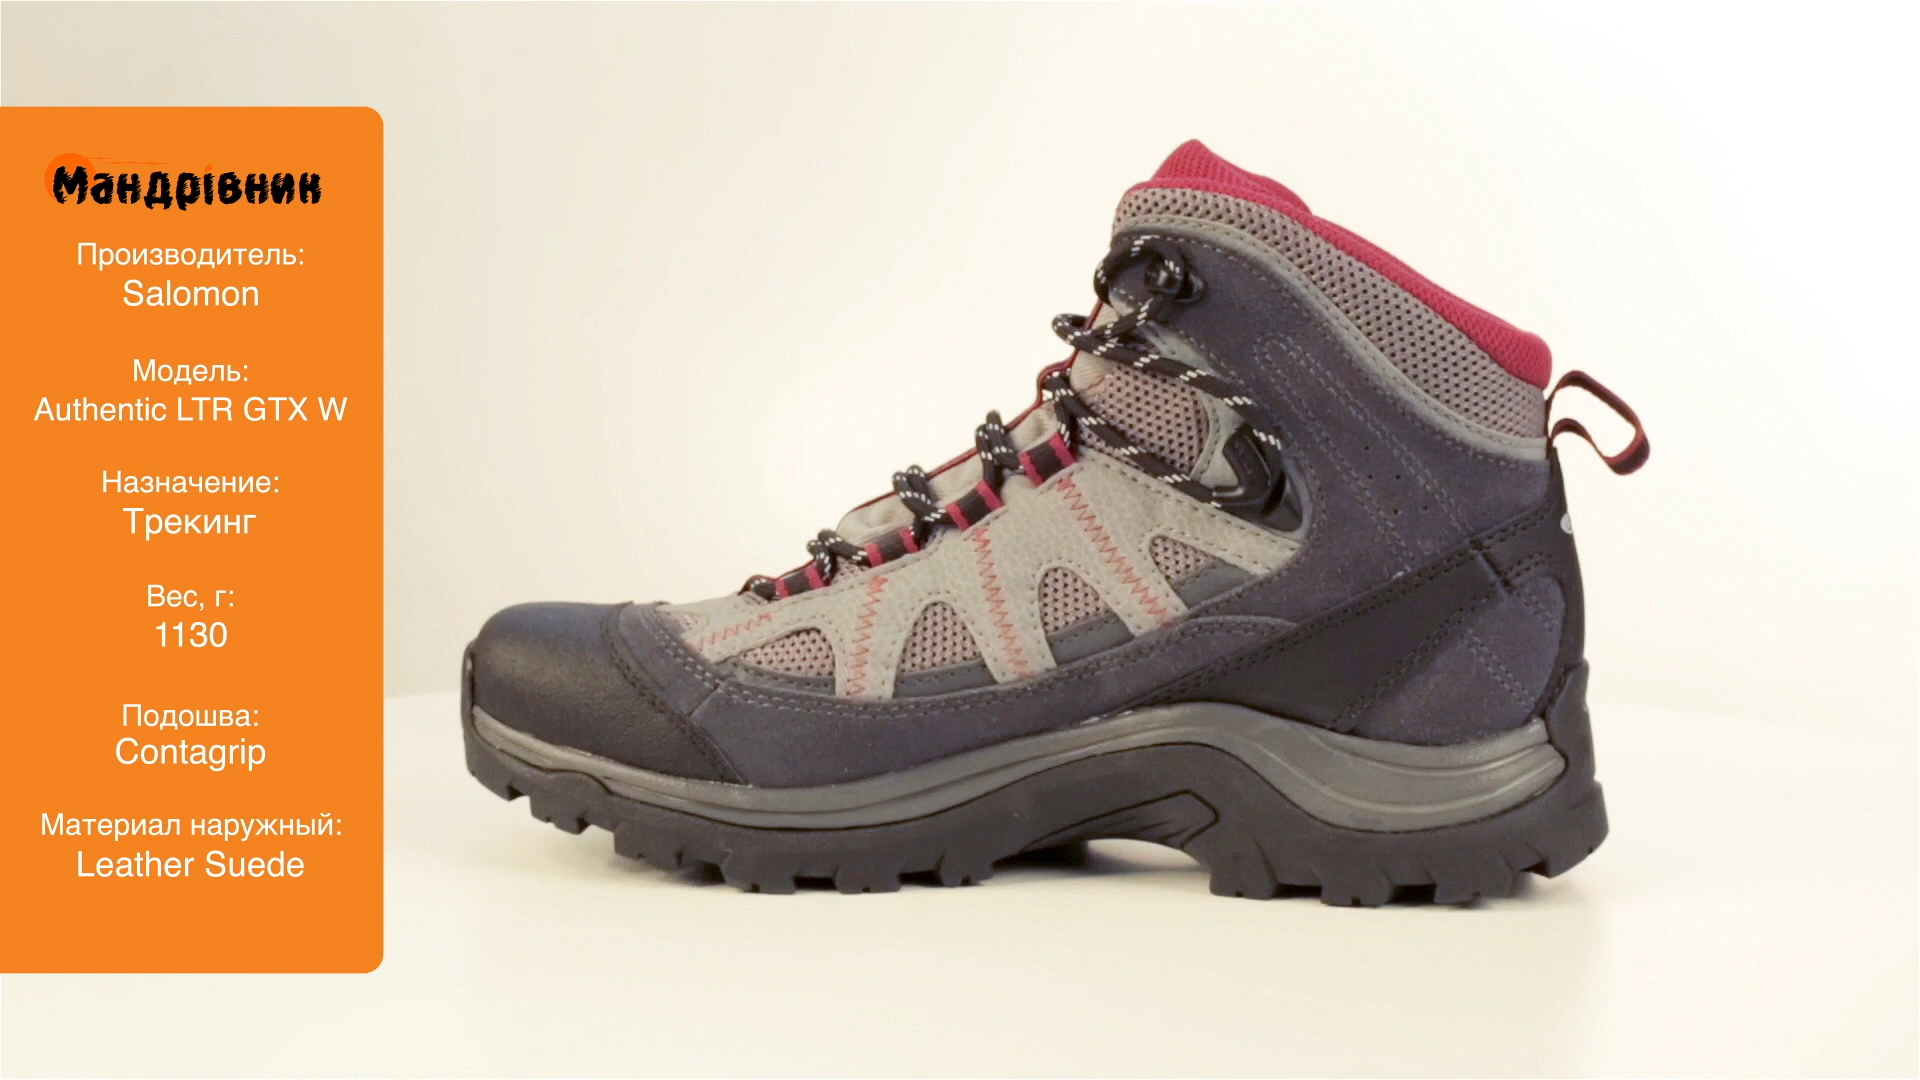 Мандрівник
Производитель:
Salomon
Модель:
Authentic LTR GTX W
Назначение:
Трекинг
Вес, г:
1130
Подошва:
Contagrip
Материал наружный:
Leather Suede